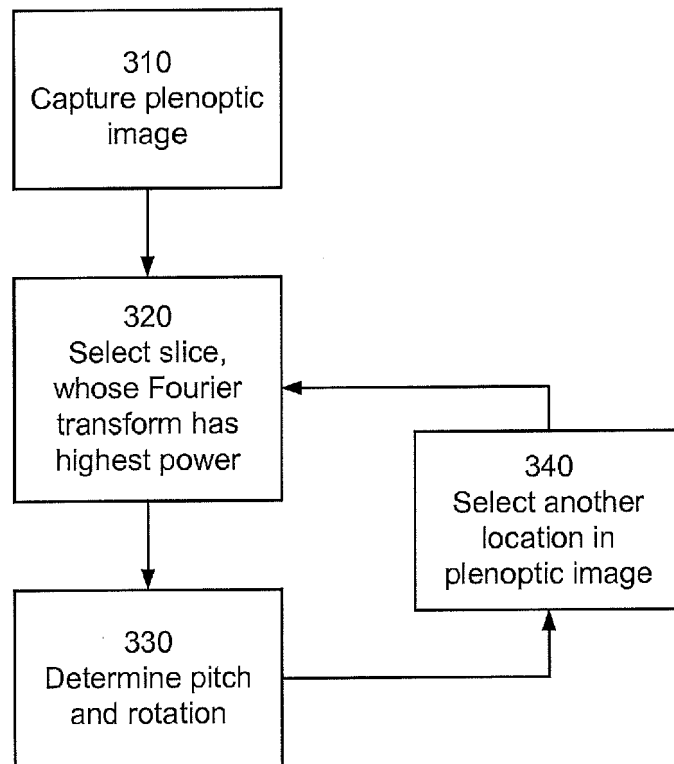 310
Capture plenoptic
image
320
Select slice,
whose Fourier
transform has
highest power
330
Determine pitch
and rotation
340
Select another
location in
plenoptic image